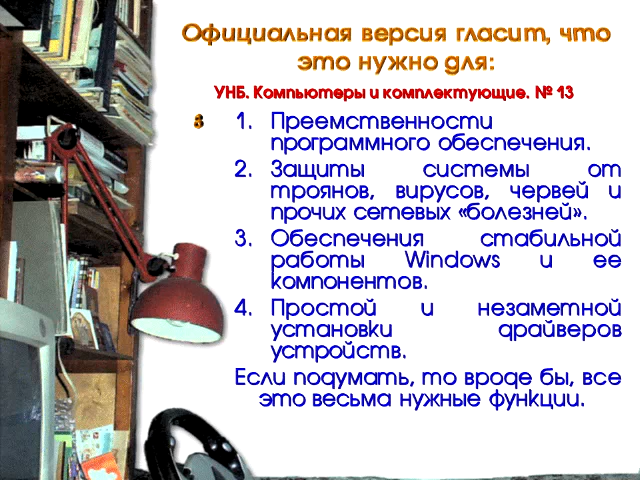 Официальная версия гласит, что
это нужно для:
УНБ. Компьютеры и комплектующие. № 13
1. Преемственности
программного обеспечения.
2. Защиты системы от
троянов, вирусов, червей и
прочих сетевых «болезней».
3. Обеспечения стабильной
работы Windows и ее
компонентов.
4. Простой и незаметной
установки драйверов
устройств.
Если подумать, то вроде бы, все
это весьма нужные функции.